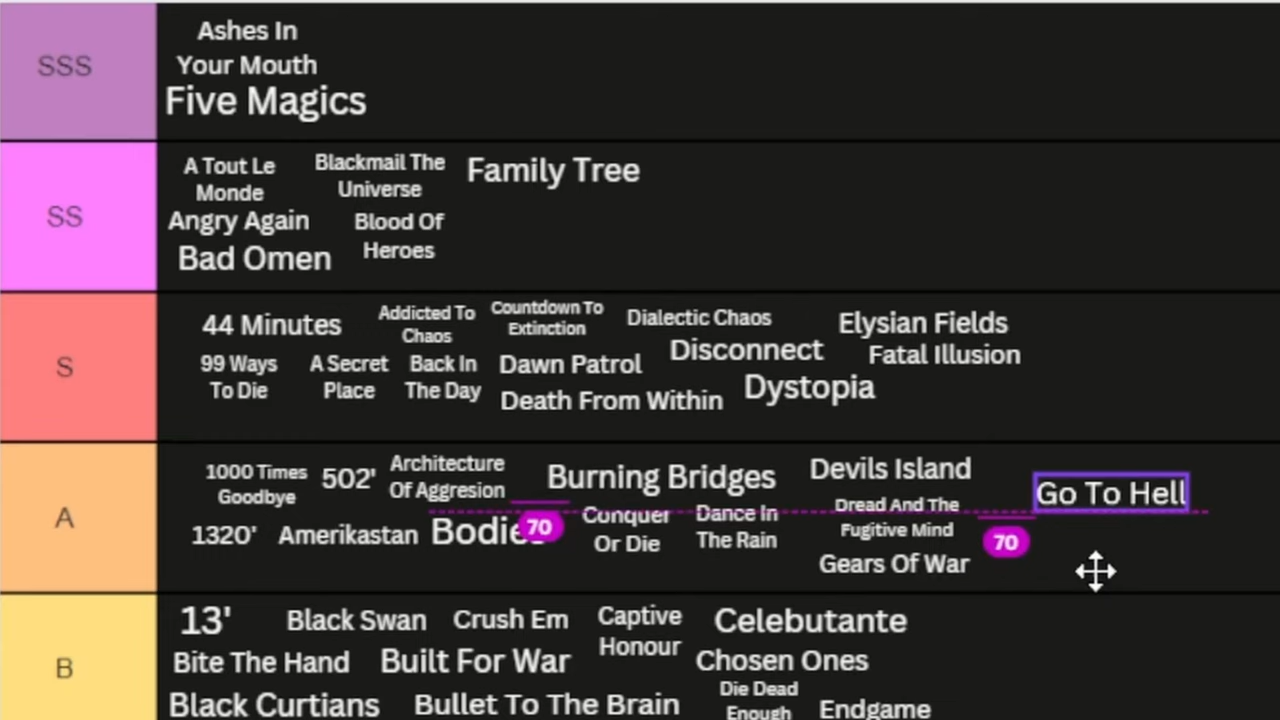 SSS
Ashes In
Your Mouth
Five Magics
SS
A Tout Le
Monde
Blackmail The
Universe
Family Tree
Angry Again
Blood Of
Heroes
Bad Omen
S
44 Minutes
Addicted To
Chaos
Countdown To
Extinction
Dialectic Chaos
Elysian Fields
99 Ways
To Die
A Secret
Place
Back In
The Day
Dawn Patrol
Disconnect
Fatal Illusion
Death From Within
Dystopia
A
1000 Times
Goodbye
502'
Architecture
Of Aggresion
Burning Bridges
Devils Island
Go To Hell
1320'
Amerikastan
Bodies
70
Conquer
Or Die
Dance In
The Rain
Dread And The
Fugitive Mind
70
Gears Of War
B
13'
Black Swan
Crush Em
Captive
Honour
Celebutante
Bite The Hand
Built For War
Chosen Ones
Black Curtians
Bullet To The Brain
Die Dead
Enough
Endgame